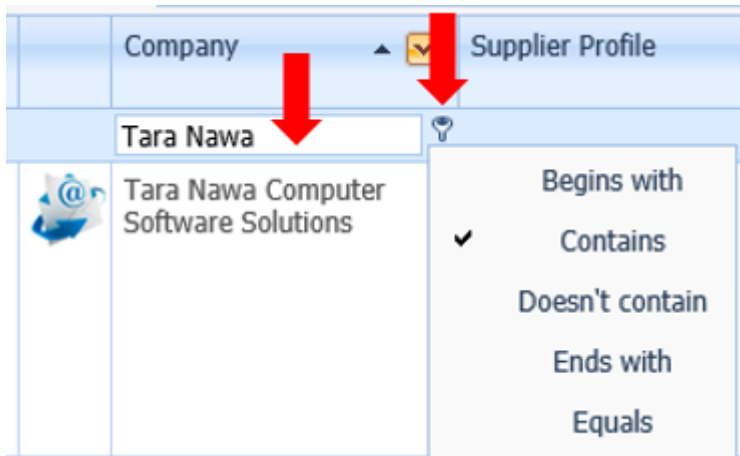 Company
Supplier Profile
Tara Nawa
Tara Nawa Computer
Software Solutions
@
Begins with
Contains
Doesn't contain
Ends with
Equals